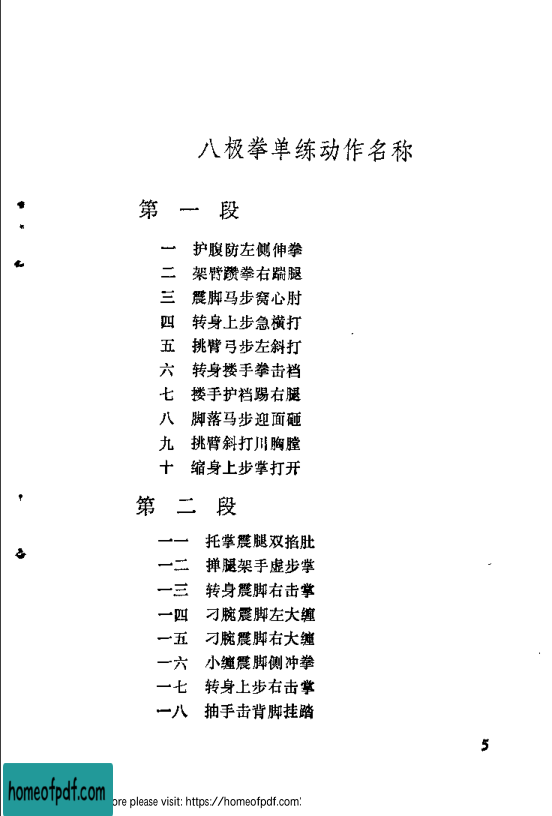 八极拳单练动作名称
第一段
一 护腹防左侧伸拳
二 架臂躜拳右踹腿
三 震脚马步窝心肘
四 转身上步急横打
五 挑臂弓步左斜打
六 转身搂手拳击裆
七 搂手护裆踢右腿
八 脚落马步迎面砸
九 挑臂斜打川胸膛
十 缩身上步掌打开
第二段
一一 托掌震腿双掐肚
一二 掸腿架手虚步掌
一三 转身震脚右击掌
一四 刁腕震脚左大缠
一五 刁腕震脚右大缠
一六 小缠震脚侧冲拳
一七 转身上步右击掌
一八 抽手击背脚挂踏
5
homeofpdf.com
ore please visit: https://homeofpdf.com